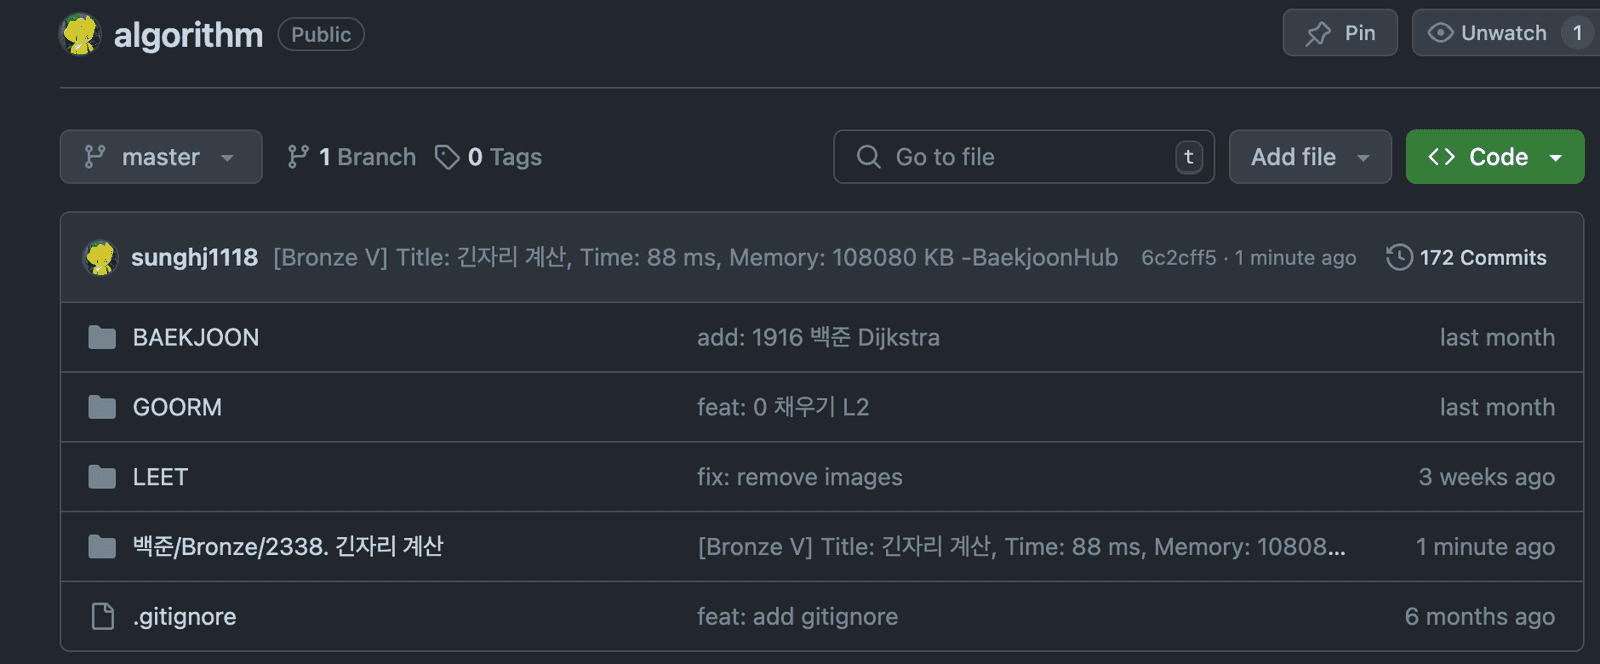 algorithm Public Pin Unwatch 1
master 1 Branch 0 Tags Go to file t Add file Code
sunghj1118 [Bronze V] Title: 긴자리 계산, Time: 88 ms, Memory: 108080 KB -BaekjoonHub 6c2cff5 · 1 minute ago 172 Commits
BAEKJOON add: 1916 백준 Dijkstra last month
GOORM feat: 0 채우기 L2 last month
LEET fix: remove images 3 weeks ago
백준/Bronze/2338. 긴자리 계산 [Bronze V] Title: 긴자리 계산, Time: 88 ms, Memory: 10808... 1 minute ago
.gitignore feat: add gitignore 6 months ago